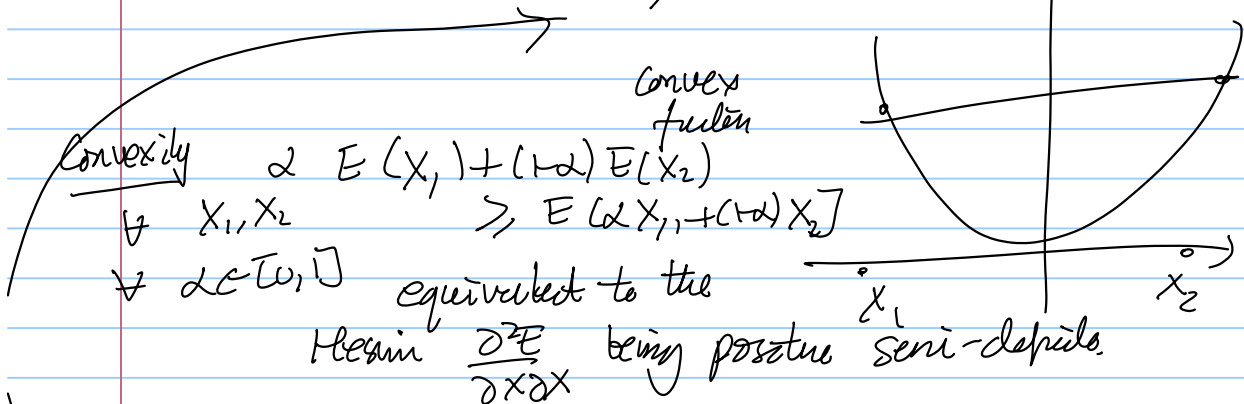 Convex
function
Convexity α E(X₁)+(1-α)E(X₂)
∀ X₁,X₂ ≥ E(αX₁,+(1-α)X₂]
∀ α∈[0,1] equivalent to the
X₁ X₂
Hessian ∂²E/∂X∂X being positive semi-definite.